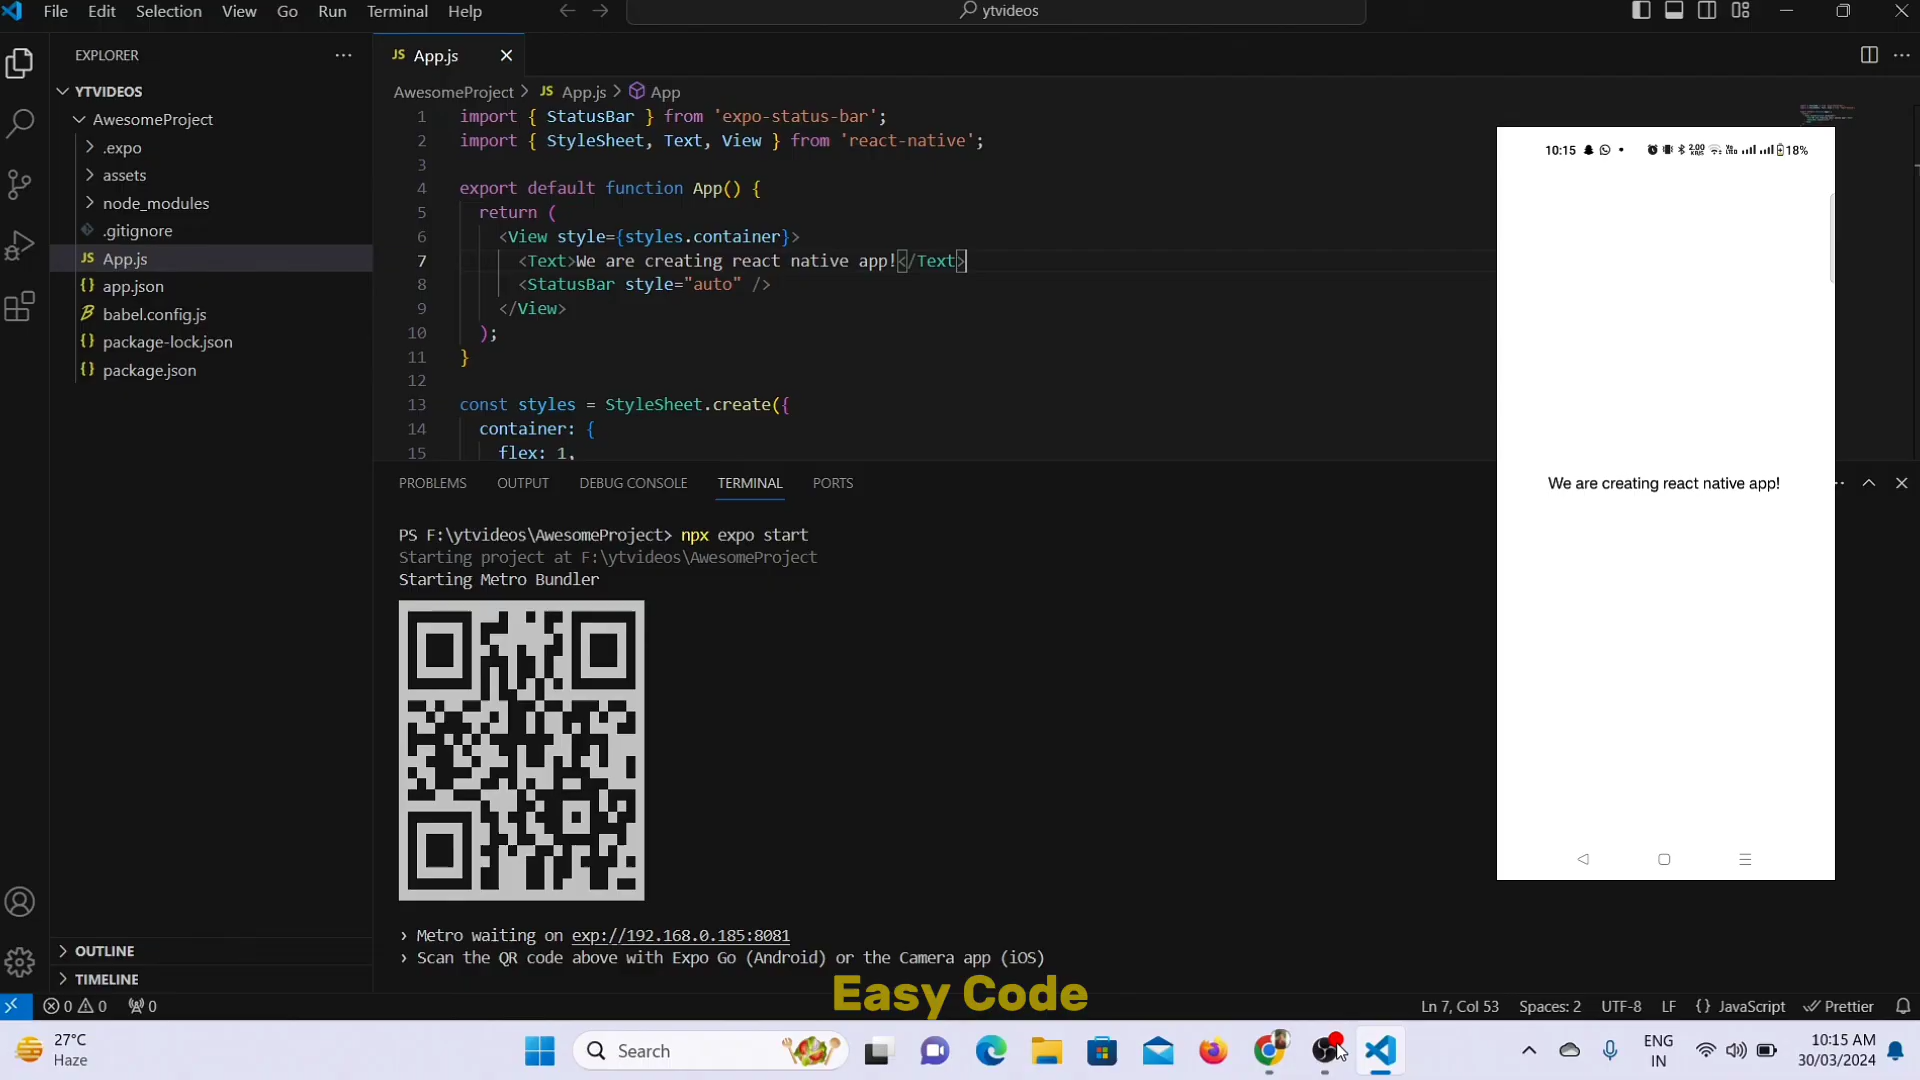 File Edit Selection View Go Run Terminal Help
ytvideos
EXPLORER
YTVIDEOS
AwesomeProject
.expo
assets
node_modules
.gitignore
JS App.js
{} app.json
babel.config.js
{} package-lock.json
{} package.json
OUTLINE
TIMELINE
JS App.js
AwesomeProject > JS App.js > App
1 import { StatusBar } from 'expo-status-bar';
2 import { StyleSheet, Text, View } from 'react-native';
3
4 export default function App() {
5 return (
6 <View style={styles.container}>
7 <Text>We are creating react native app!</Text>
8 <StatusBar style="auto" />
9 </View>
10 );
11 }
12
13 const styles = StyleSheet.create({
14 container: {
15 flex: 1,
PROBLEMS OUTPUT DEBUG CONSOLE TERMINAL PORTS
PS F:\ytvideos\AwesomeProject> npx expo start
Starting project at F:\ytvideos\AwesomeProject
Starting Metro Bundler
› Metro waiting on exp://192.168.0.185:8081
› Scan the QR code above with Expo Go (Android) or the Camera app (iOS)
10:15 18%
We are creating react native app!
Easy Code
0 0 0
Ln 7, Col 53 Spaces: 2 UTF-8 LF {} JavaScript Prettier
27°C
Haze
Search
ENG
IN
10:15 AM
30/03/2024